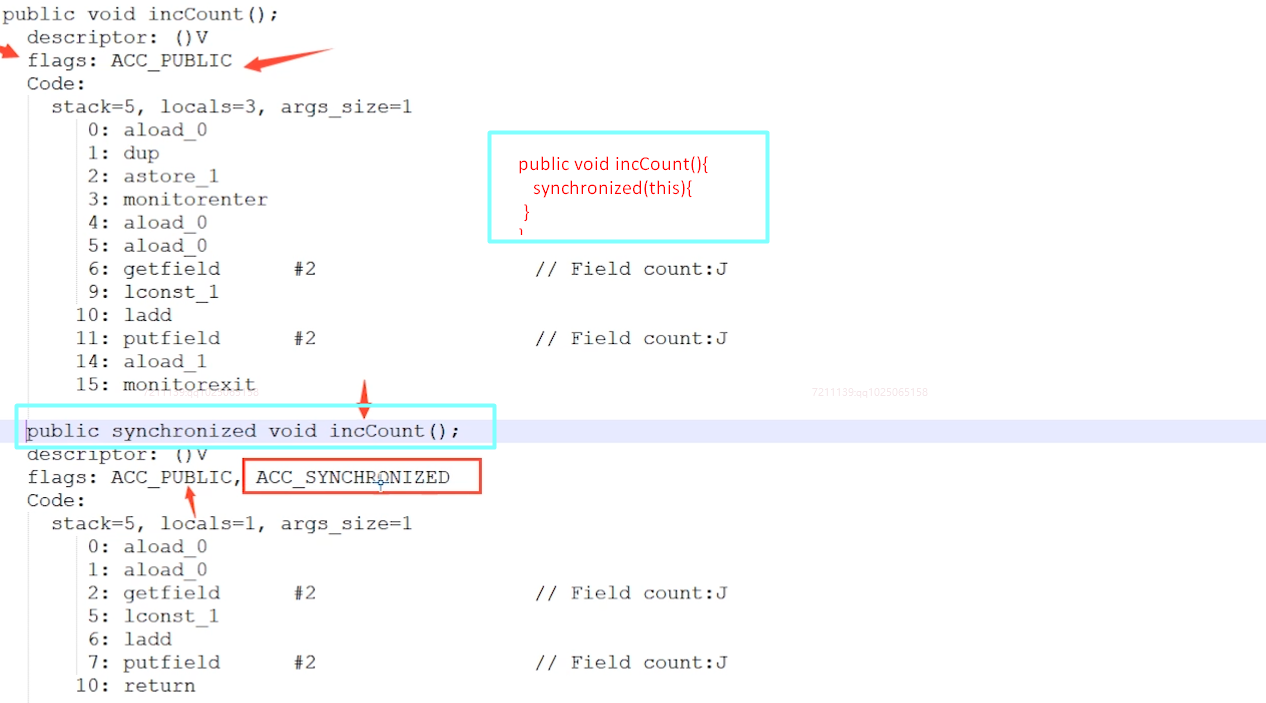 public void incCount();
descriptor: ()V
flags: ACC_PUBLIC
Code:
stack=5, locals=3, args_size=1
0: aload_0
1: dup
2: astore_1
3: monitorenter
4: aload_0
5: aload_0
6: getfield #2 // Field count:J
9: lconst_1
10: ladd
11: putfield #2 // Field count:J
14: aload_1
15: monitorexit
public void incCount(){
synchronized(this){
}
}
7211139:qq1025065158
7211139:qq1025065158
public synchronized void incCount();
descriptor: ()V
flags: ACC_PUBLIC, ACC_SYNCHRONIZED
Code:
stack=5, locals=1, args_size=1
0: aload_0
1: aload_0
2: getfield #2 // Field count:J
5: lconst_1
6: ladd
7: putfield #2 // Field count:J
10: return